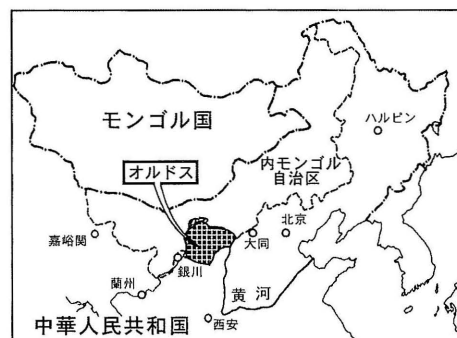 モンゴル国
ハルビン
内モンゴル
自治区
オルドス
北京
大同
嘉峪関
銀川
蘭州
黄河
西安
中華人民共和国